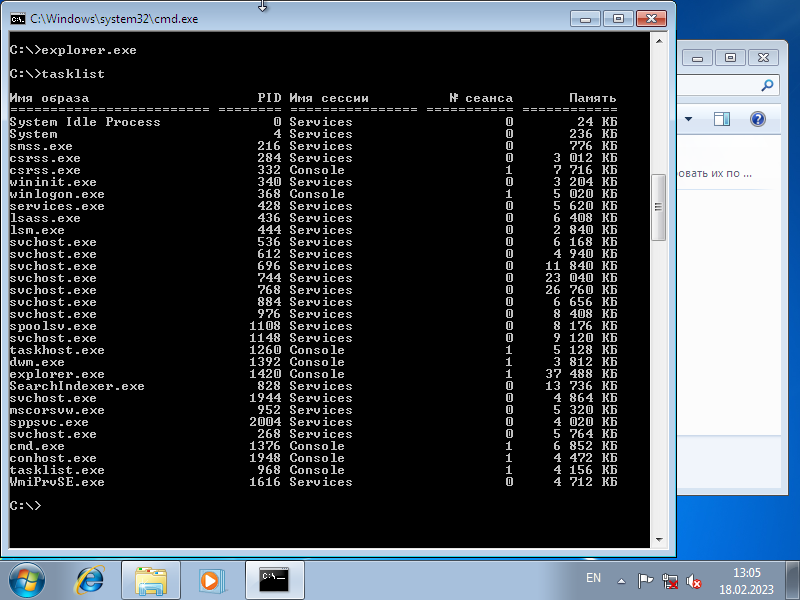 C:\Windows\system32\cmd.exe
C:\>explorer.exe
C:\>tasklist
Имя образа PID Имя сессии № сеанса Память
========================= ======== ================ =========== ============
System Idle Process 0 Services 0 24 КБ
System 4 Services 0 236 КБ
smss.exe 216 Services 0 776 КБ
csrss.exe 284 Services 0 3 012 КБ
csrss.exe 332 Console 1 7 716 КБ
wininit.exe 340 Services 0 3 204 КБ
winlogon.exe 368 Console 1 5 020 КБ
services.exe 428 Services 0 5 620 КБ
lsass.exe 436 Services 0 6 408 КБ
lsm.exe 444 Services 0 2 840 КБ
svchost.exe 536 Services 0 6 168 КБ
svchost.exe 612 Services 0 4 940 КБ
svchost.exe 696 Services 0 11 840 КБ
svchost.exe 744 Services 0 23 040 КБ
svchost.exe 768 Services 0 26 760 КБ
svchost.exe 884 Services 0 6 656 КБ
svchost.exe 976 Services 0 8 408 КБ
spoolsv.exe 1108 Services 0 8 176 КБ
svchost.exe 1148 Services 0 9 120 КБ
taskhost.exe 1260 Console 1 5 128 КБ
dwm.exe 1392 Console 1 3 812 КБ
explorer.exe 1420 Console 1 37 488 КБ
SearchIndexer.exe 828 Services 0 13 736 КБ
svchost.exe 1944 Services 0 4 864 КБ
mscorsvw.exe 952 Services 0 5 320 КБ
sppsvc.exe 2004 Services 0 4 020 КБ
svchost.exe 268 Services 0 5 764 КБ
cmd.exe 1376 Console 1 6 852 КБ
conhost.exe 1948 Console 1 4 472 КБ
tasklist.exe 968 Console 1 4 156 КБ
WmiPrvSE.exe 1616 Services 0 4 712 КБ
C:\>
овать их по ...
EN
13:05
18.02.2023